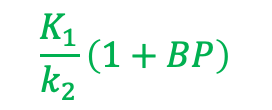 K₁/k₂ (1 + BP)